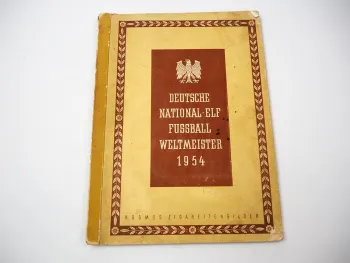 DEUTSCHE
NATIONAL-ELF
FUSSBALL
WELTMEISTER
1954
KOSMOS ZIGARETTENBILDER